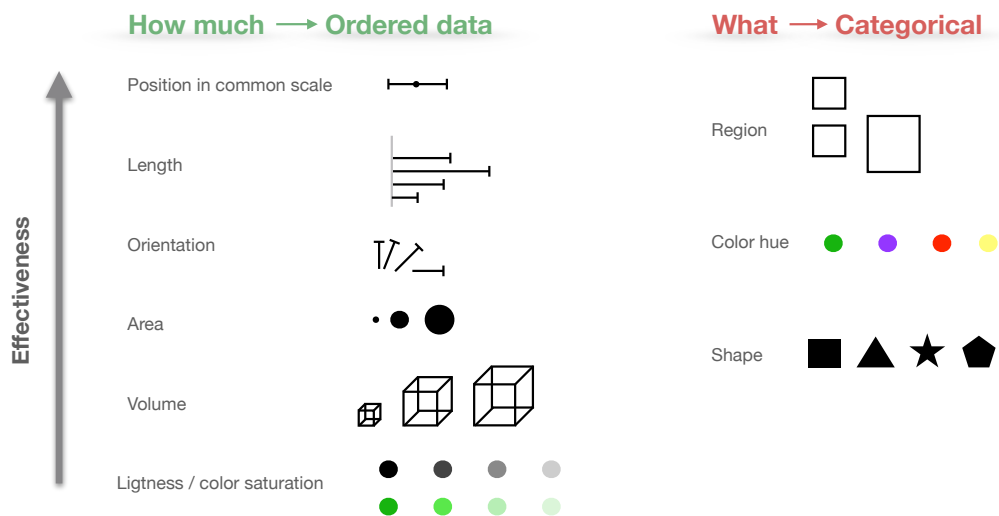 How much → Ordered data
What → Categorical
Effectiveness
Position in common scale
Length
Orientation
Area
Volume
Ligtness / color saturation
Region
Color hue
Shape